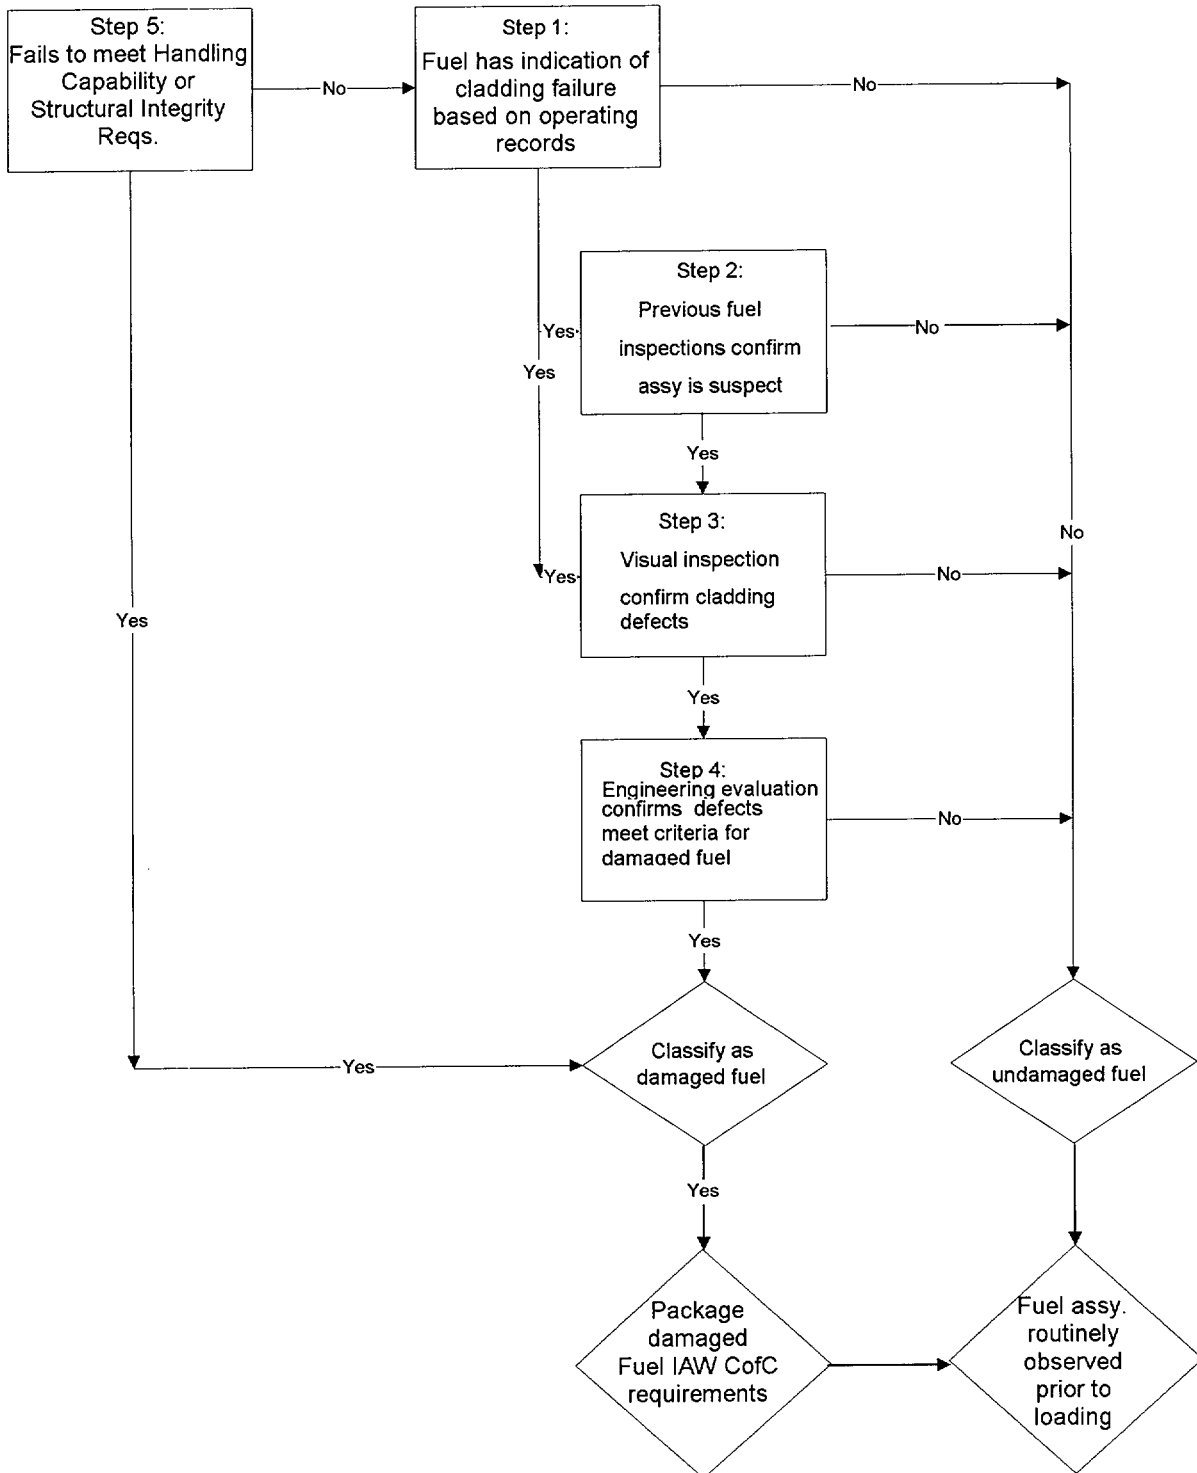 Step 5:
Fails to meet Handling
Capability or
Structural Integrity
Reqs.
No
Step 1:
Fuel has indication of
cladding failure
based on operating
records
No
Step 2:
Previous fuel
inspections confirm
assy is suspect
Yes
No
Yes
Yes
Step 3:
Visual inspection
confirm cladding
defects
Yes
No
No
Yes
Yes
Step 4:
Engineering evaluation
confirms defects
meet criteria for
damaged fuel
No
Yes
Classify as
damaged fuel
Classify as
undamaged fuel
Yes
Yes
Package
damaged
Fuel IAW CofC
requirements
Fuel assy.
routinely
observed
prior to
loading